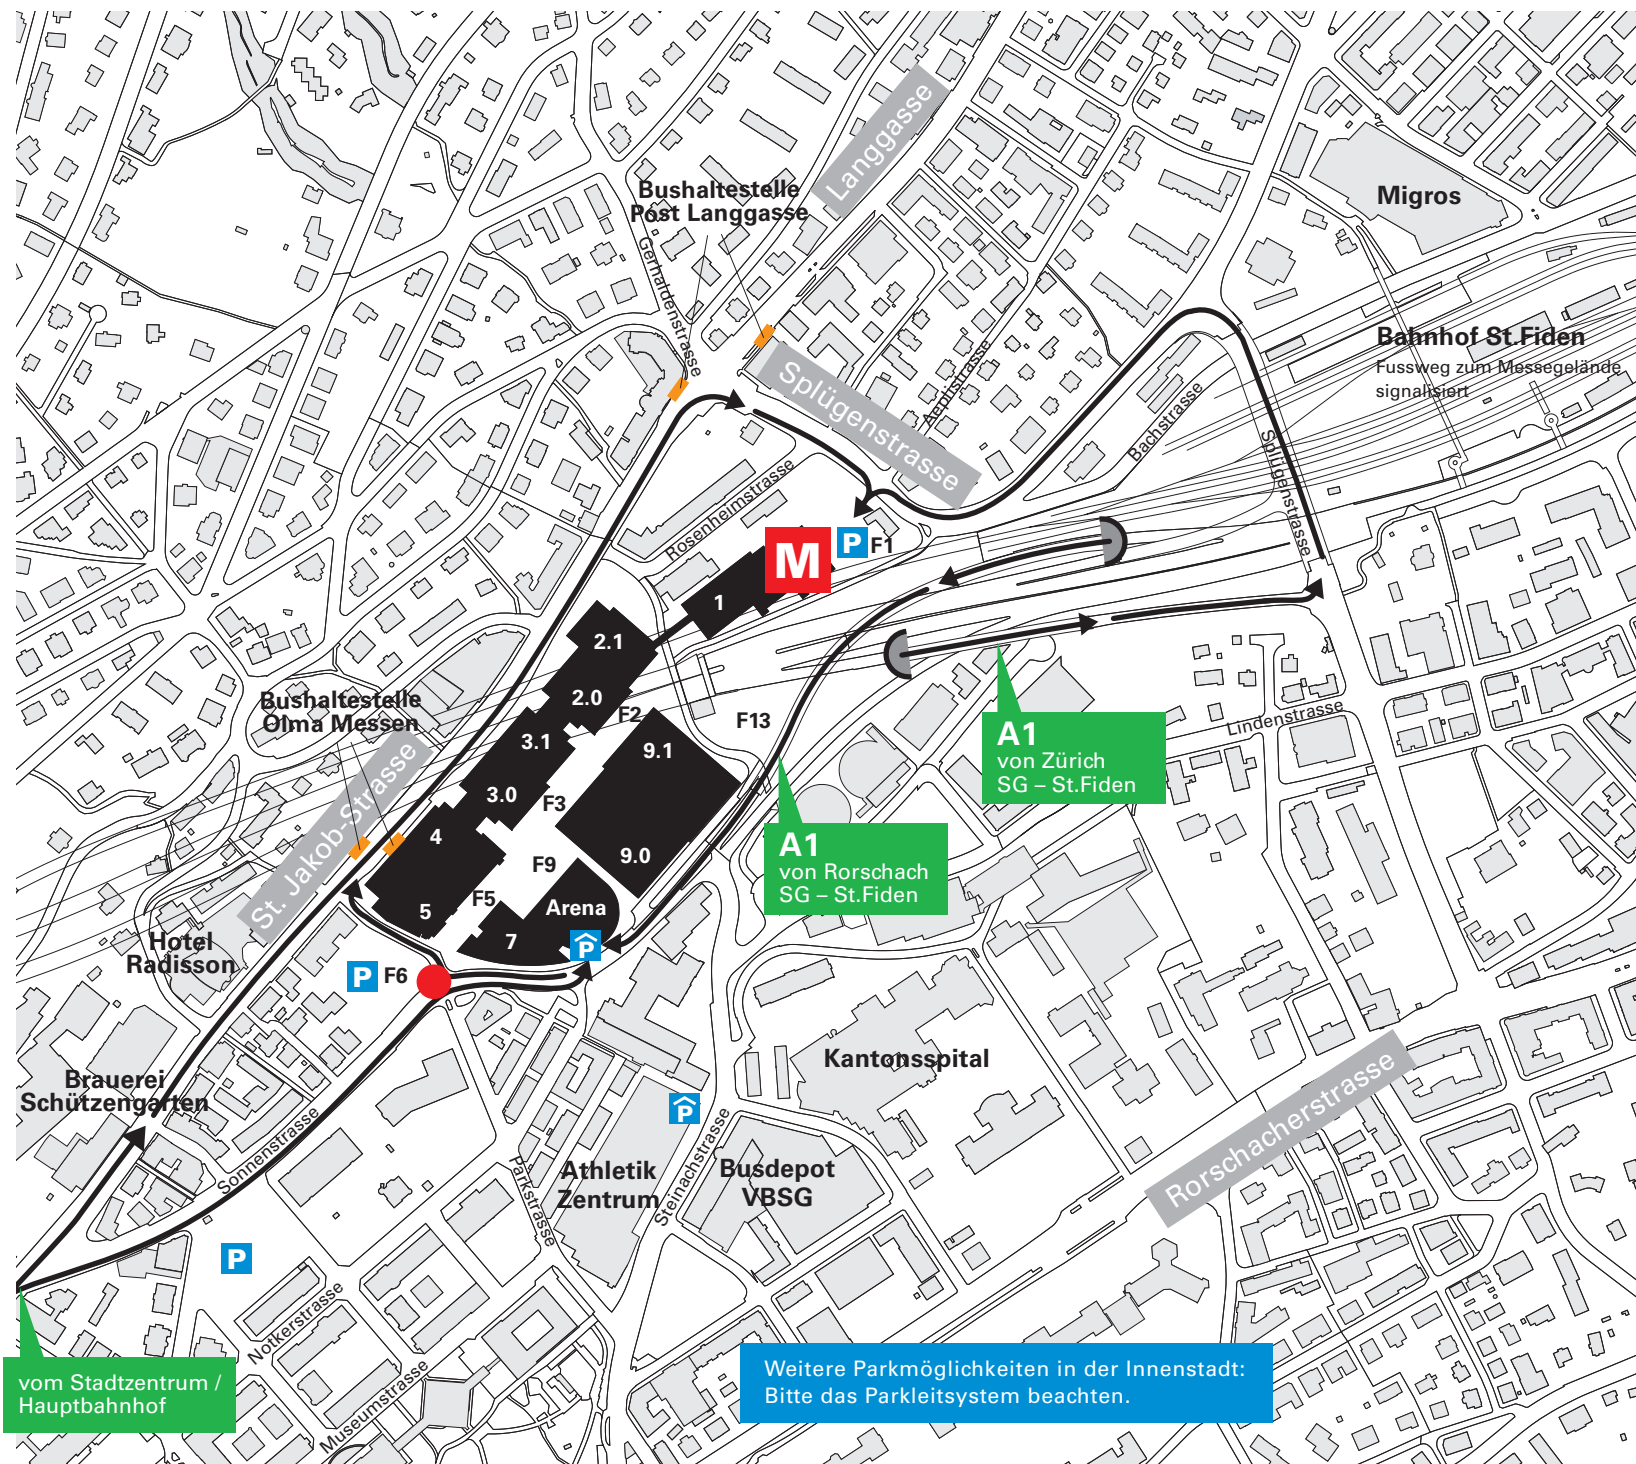 Langgasse
Migros
Bushaltestelle
Post Langgasse
Gerhaldenstrasse
Bahnhof St.Fiden
Fussweg zum Messegelände
signalisiert
Splügenstrasse
Aeplistrasse
Bachstrasse
Splügenstrasse
Rosenheimstrasse
M
P F1
1
2.1
2.0
F2
F13
3.1
9.1
3.0
F3
4
9.0
F9
5
F5
Arena
7
P
Bushaltestelle
Olma Messen
St. Jakob-Strasse
Lindenstrasse
A1
von Zürich
SG – St.Fiden
A1
von Rorschach
SG – St.Fiden
Hotel
Radisson
P F6
Kantonsspital
Brauerei
Schützengarten
Sonnenstrasse
P
Rorschacherstrasse
Parkstrasse
Athletik
Zentrum
Steinachstrasse
Busdepot
VBSG
P
Notkerstrasse
Museumstrasse
vom Stadtzentrum /
Hauptbahnhof
Weitere Parkmöglichkeiten in der Innenstadt:
Bitte das Parkleitsystem beachten.